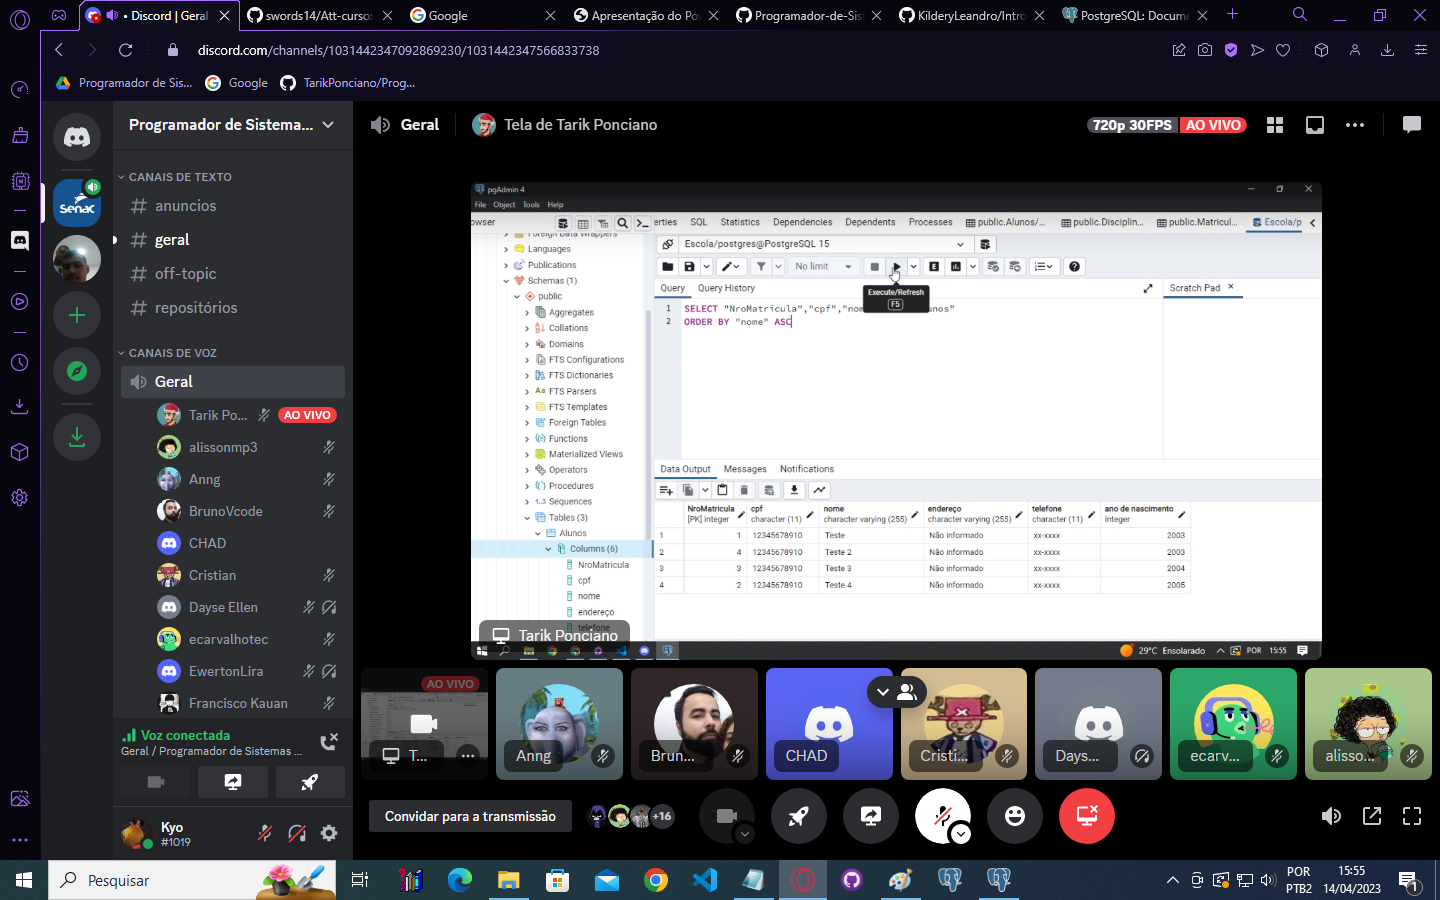 Discord | Geral
swords14/Att-curso:
Google
Apresentação do Po
Programador-de-Sis
KilderyLeandro/Intro
PostgreSQL: Docume
discord.com/channels/1031442347092869230/1031442347566833738
Programador de Sis...
Google
TarikPonciano/Prog...
Programador de Sistema...
Geral
Tela de Tarik Ponciano
720p 30FPS
AO VIVO
CANAIS DE TEXTO
anuncios
geral
off-topic
repositórios
CANAIS DE VOZ
Geral
Tarik Po... AO VIVO
alissonmp3
Anng
BrunoVcode
CHAD
Cristian
Dayse Ellen
ecarvalhotec
EwertonLira
Francisco Kauan
Voz conectada
Geral / Programador de Sistemas ...
Kyo
#1019
senac
pgAdmin 4
File Object Tools Help
owser
erties SQL Statistics Dependencies Dependents Processes public.Alunos/... public.Disciplin... public.Matricul... Escola/p
Foreign Data Wrappers
Languages
Publications
Schemas (1)
public
Aggregates
Collations
Domains
FTS Configurations
FTS Dictionaries
FTS Parsers
FTS Templates
Foreign Tables
Functions
Materialized Views
Operators
Procedures
Sequences
Tables (3)
Alunos
Columns (6)
NroMatricula
cpf
nome
endereço
telefone
Escola/postgres@PostgreSQL 15
No limit
Execute/Refresh
F5
Query Query History
Scratch Pad
1 SELECT "NroMatricula","cpf","nom unos"
2 ORDER BY "nome" ASC
Data Output Messages Notifications
NroMatricula cpf nome endereço telefone ano de nascimento
[PK] integer character (11) character varying (255) character varying (255) character (11) integer
1 1 12345678910 Teste Não informado xx-xxxx 2003
2 4 12345678910 Teste 2 Não informado xx-xxxx 2003
3 3 12345678910 Teste 3 Não informado xx-xxxx 2004
4 2 12345678910 Teste 4 Não informado xx-xxxx 2005
Tarik Ponciano
29°C Ensolarado POR 15:55
AO VIVO
T...
Anng
Brun...
CHAD
Cristi...
Days...
ecarv...
alisso...
Convidar para a transmissão
+16
Pesquisar
POR
PTB2
15:55
14/04/2023
1